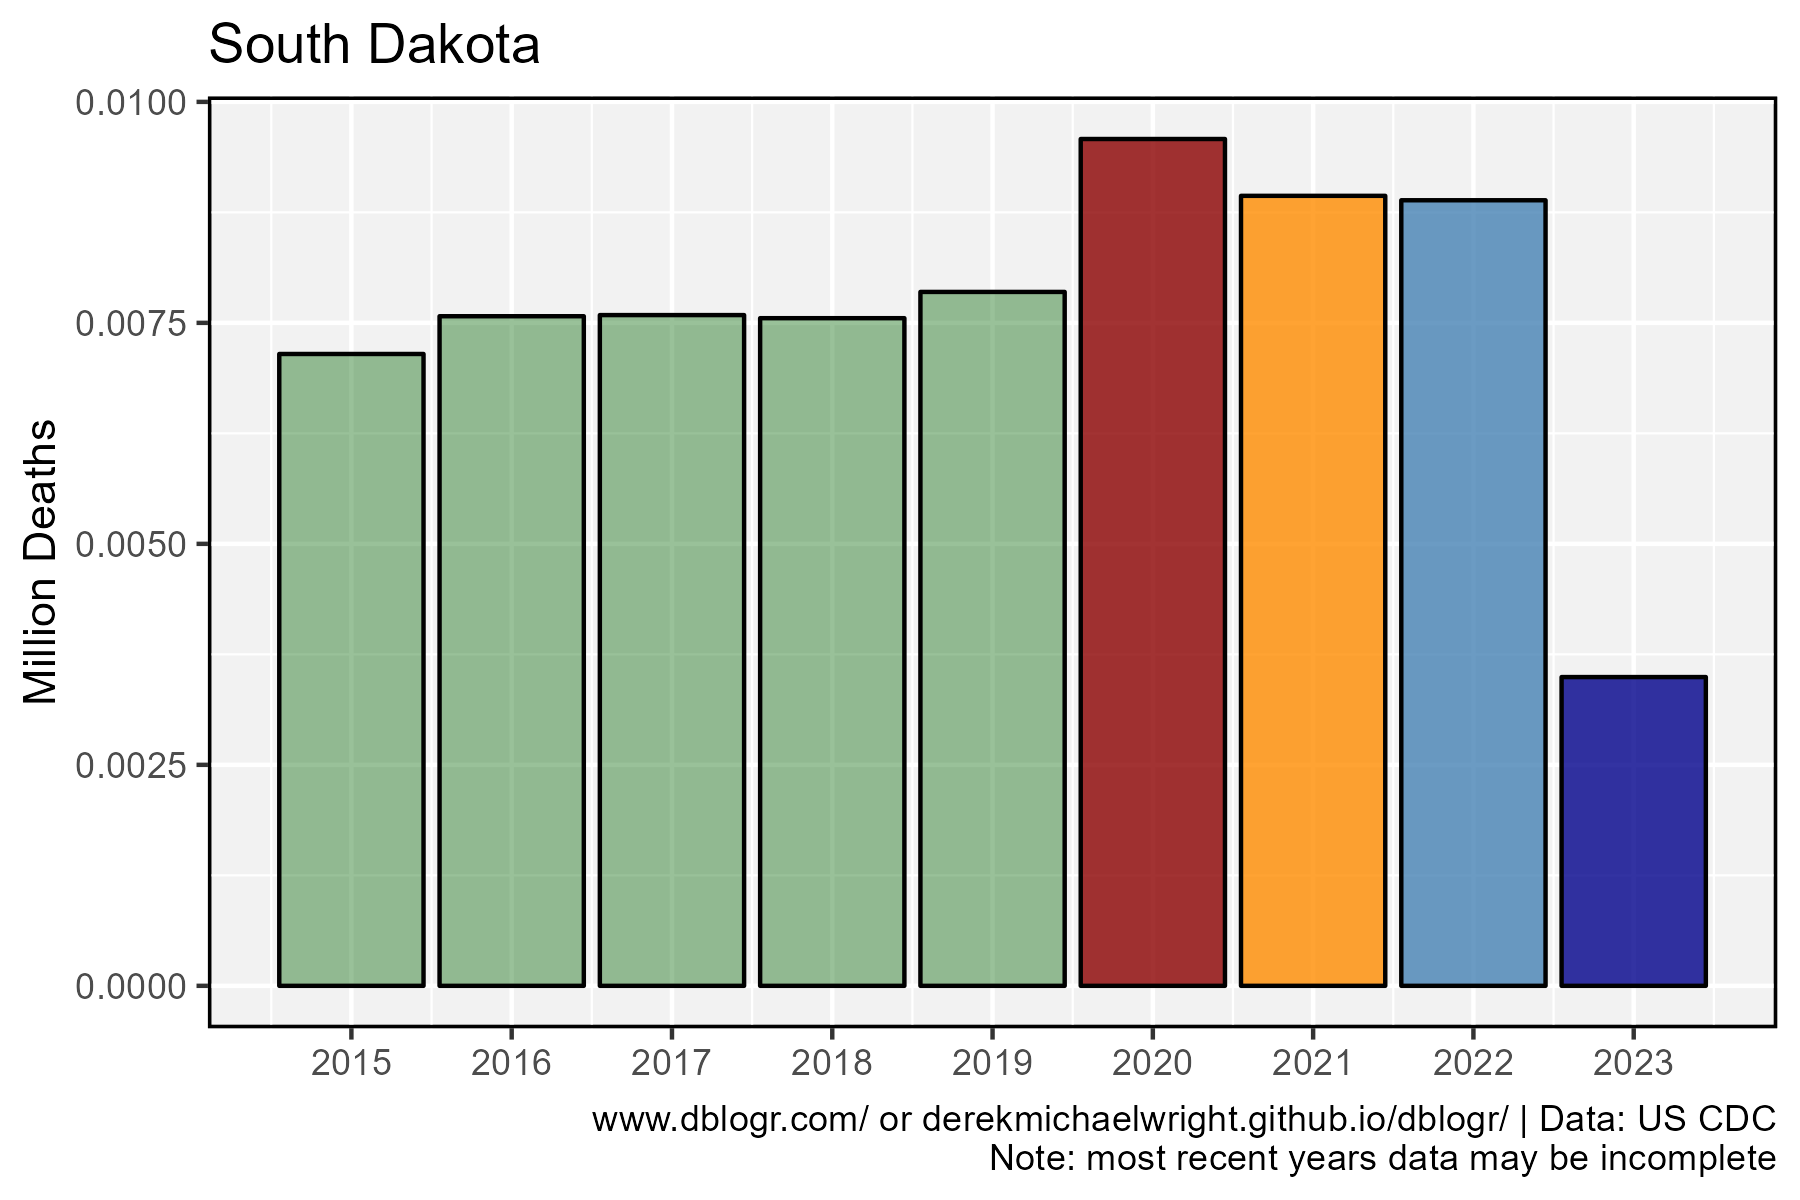 South Dakota
0.0100
0.0075
0.0050
0.0025
0.0000
Million Deaths
2015 2016 2017 2018 2019 2020 2021 2022 2023
www.dblogr.com/ or derekmichaelwright.github.io/dblogr/ | Data: US CDC
Note: most recent years data may be incomplete